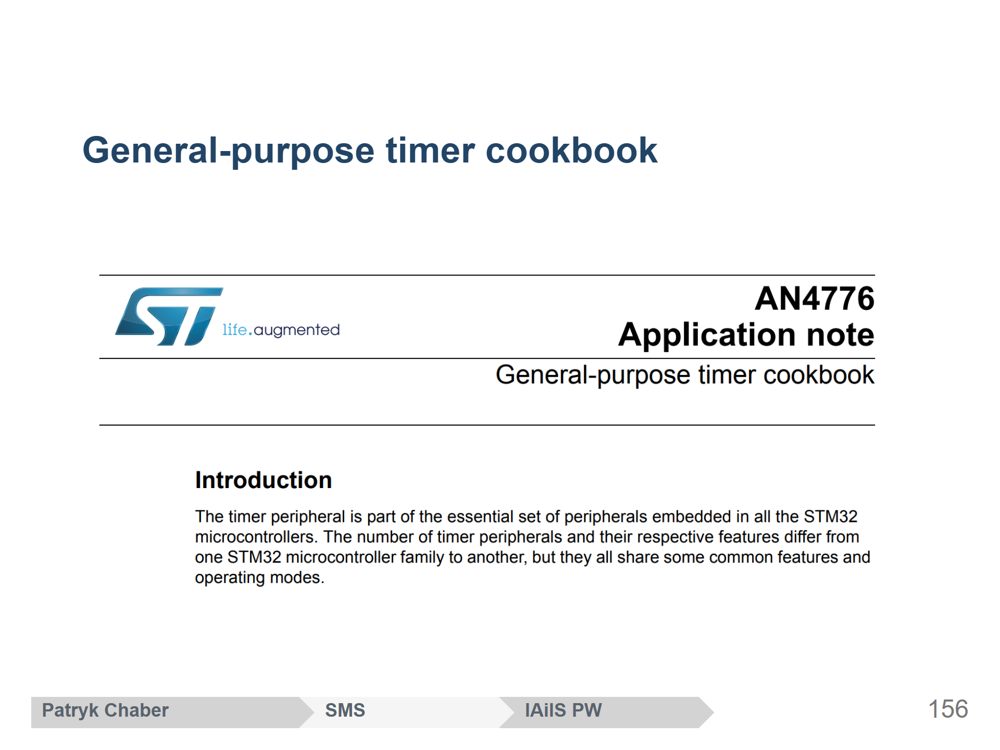 General-purpose timer cookbook
ST life.augmented
AN4776
Application note
General-purpose timer cookbook
Introduction
The timer peripheral is part of the essential set of peripherals embedded in all the STM32
microcontrollers. The number of timer peripherals and their respective features differ from
one STM32 microcontroller family to another, but they all share some common features and
operating modes.
Patryk Chaber
SMS
IAiIS PW
156